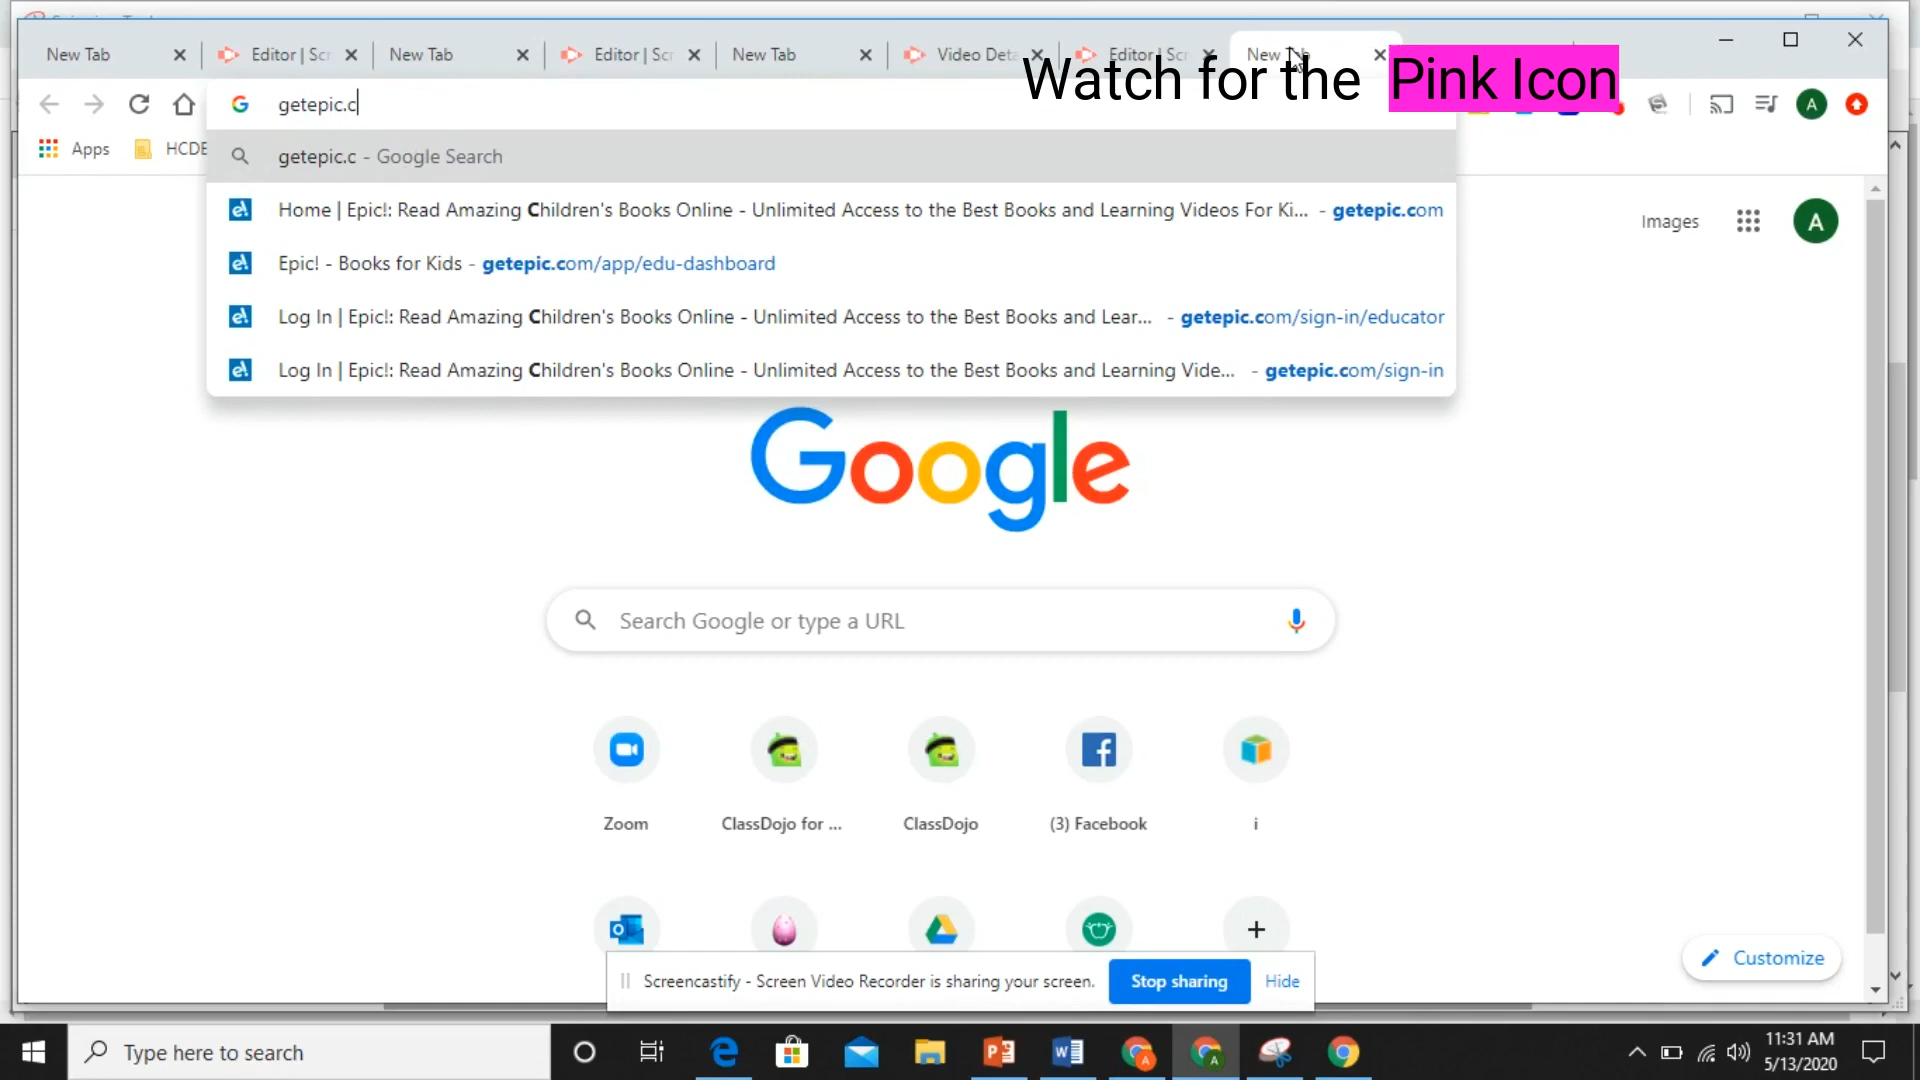 New Tab
Editor | Scr
New Tab
Editor | Scr
New Tab
Video Deta
Editor | Scr
New Tab
Watch for the Pink Icon
getepic.c
A
Apps
HCDE
getepic.c - Google Search
Home | Epic!: Read Amazing Children's Books Online - Unlimited Access to the Best Books and Learning Videos For Ki... - getepic.com
Epic! - Books for Kids - getepic.com/app/edu-dashboard
Log In | Epic!: Read Amazing Children's Books Online - Unlimited Access to the Best Books and Lear... - getepic.com/sign-in/educator
Log In | Epic!: Read Amazing Children's Books Online - Unlimited Access to the Best Books and Learning Vide... - getepic.com/sign-in
Images
A
Google
Search Google or type a URL
Zoom
ClassDojo for ...
ClassDojo
(3) Facebook
i
Customize
Screencastify - Screen Video Recorder is sharing your screen.
Stop sharing
Hide
Type here to search
11:31 AM
5/13/2020